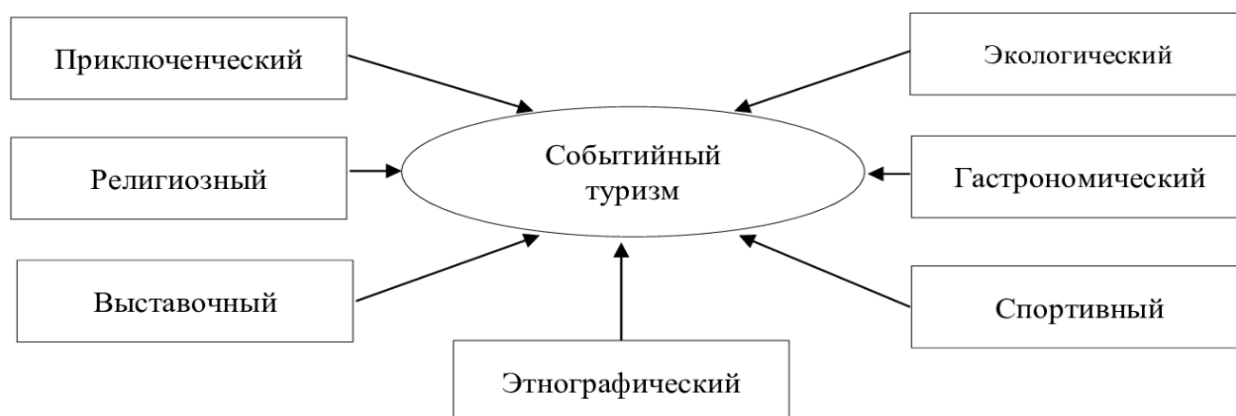 Приключенческий
Экологический
Событийный
туризм
Религиозный
Гастрономический
Выставочный
Спортивный
Этнографический